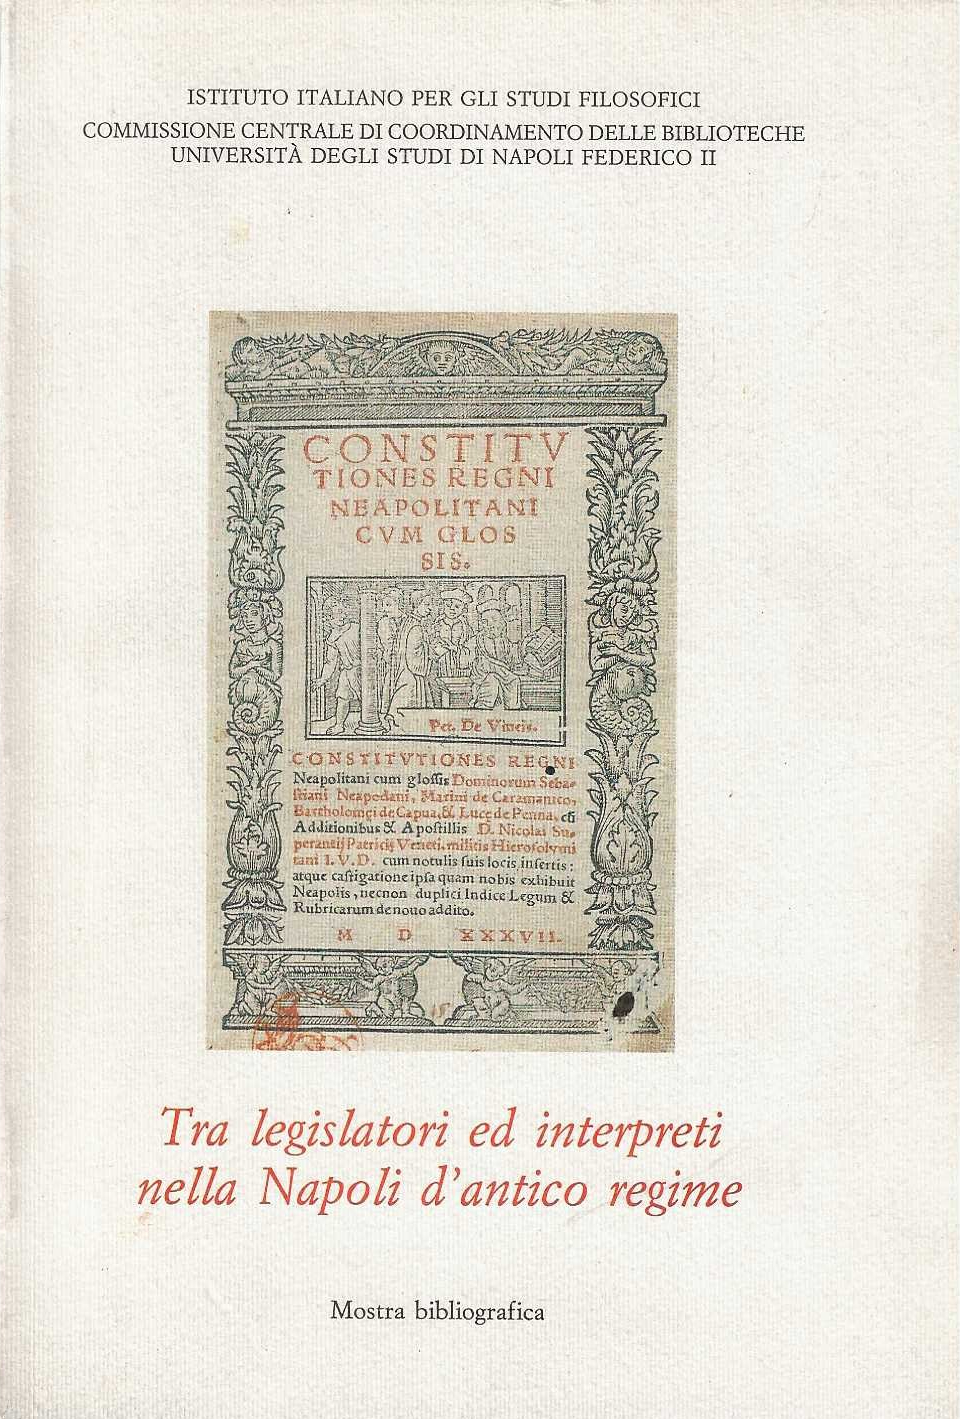 ISTITUTO ITALIANO PER GLI STUDI FILOSOFICI
COMMISSIONE CENTRALE DI COORDINAMENTO DELLE BIBLIOTECHE
UNIVERSITÀ DEGLI STUDI DI NAPOLI FEDERICO II
CONSTITV
TIONES REGNI
NEAPOLITANI
CVM GLOS
SIS.
Pet. De Vineis.
CONSTITVTIONES REGNI
Neapolitani cum glossis Dominorum Seba-
stiani Neapodani, Marini de Caramanico,
Bartholomęi de Capua, & Lucę de Penna, cũ
Additionibus & Apostillis D. Nicolai Su-
perantij Patricij Veneti. militis Hierosolymi
tani I. V. D. cum notulis suis locis insertis:
atque castigatione ipsa quam nobis exhibuit
Neapolis, necnon duplici Indice Legum &
Rubricarum de nouo addito.
M D XXXVII.
Tra legislatori ed interpreti
nella Napoli d'antico regime
Mostra bibliografica